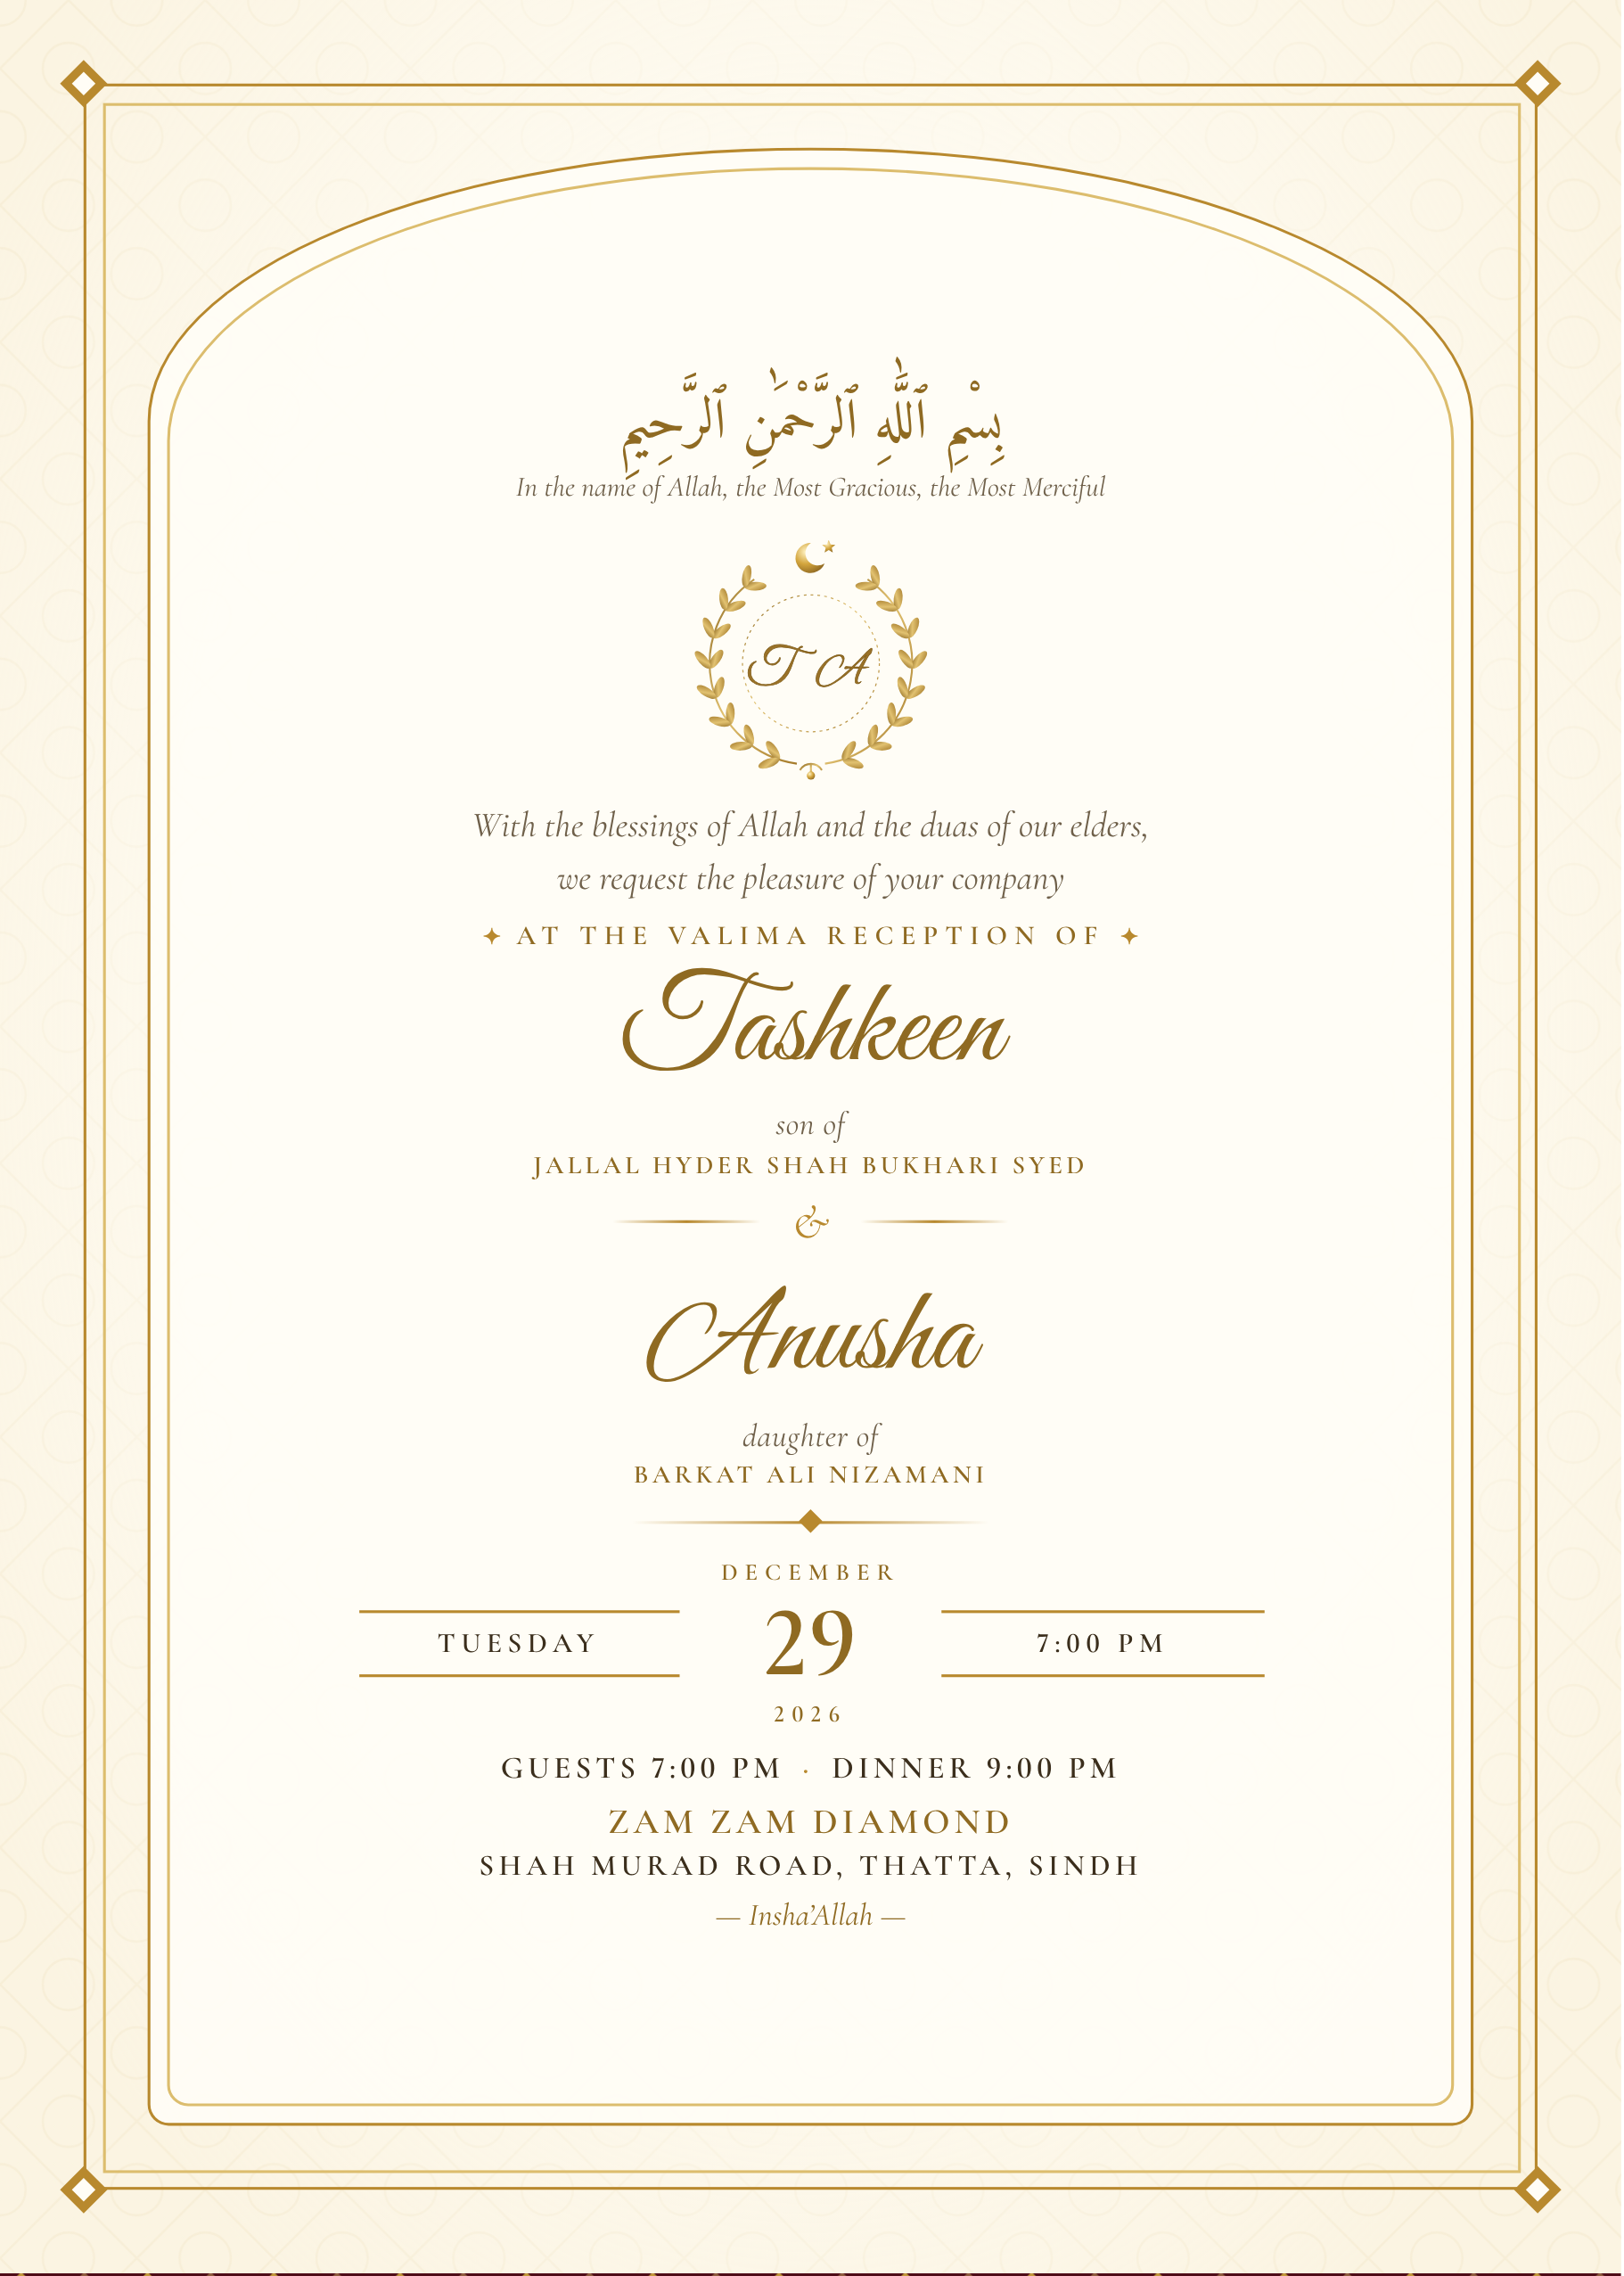 بِسْمِ ٱللَّٰهِ ٱلرَّحْمَٰنِ ٱلرَّحِيمِ
In the name of Allah, the Most Gracious, the Most Merciful
T A
With the blessings of Allah and the duas of our elders,
we request the pleasure of your company
✦ AT THE VALIMA RECEPTION OF ✦
Tashkeen
son of
JALLAL HYDER SHAH BUKHARI SYED
&
Anusha
daughter of
BARKAT ALI NIZAMANI
DECEMBER
TUESDAY 29 7:00 PM
2026
GUESTS 7:00 PM · DINNER 9:00 PM
ZAM ZAM DIAMOND
SHAH MURAD ROAD, THATTA, SINDH
— Insha’Allah —